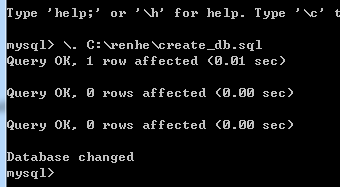 Type 'help;' or '\h' for help. Type '\c' t
mysql> \. C:\renhe\create_db.sql
Query OK, 1 row affected (0.01 sec)
Query OK, 0 rows affected (0.00 sec)
Query OK, 0 rows affected (0.00 sec)
Database changed
mysql>